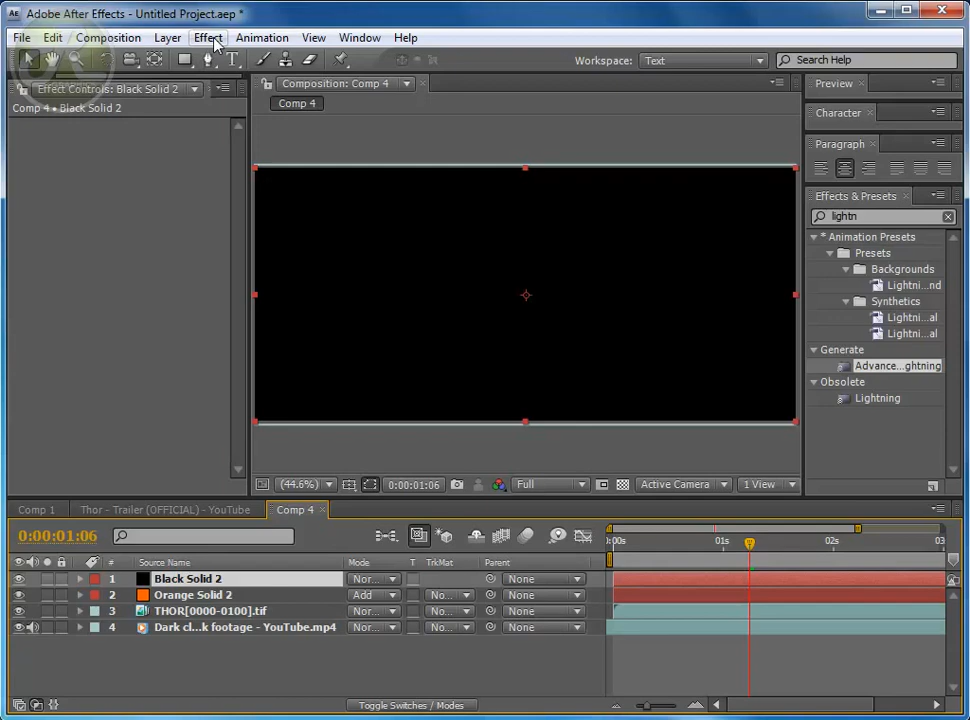 Adobe After Effects - Untitled Project.aep *
File Edit Composition Layer Effect Animation View Window Help
Workspace: Text Search Help
Effect Controls: Black Solid 2
Comp 4 • Black Solid 2
Composition: Comp 4
Comp 4
Preview
Character
Paragraph
Effects & Presets
lightn
* Animation Presets
Presets
Backgrounds
Lightni...nd
Synthetics
Lightni...al
Lightni...al
Generate
Advance...ghtning
Obsolete
Lightning
(44.6%) 0:00:01:06 Full Active Camera 1 View
Comp 1 Thor - Trailer (OFFICIAL) - YouTube Comp 4
0:00:01:06
:00s 01s 02s 03
# Source Name Mode T TrkMat Parent
1 Black Solid 2 Nor... None
2 Orange Solid 2 Add No... None
3 THOR[0000-0100].tif Nor... No... None
4 Dark cl...k footage - YouTube.mp4 Nor... No... None
Toggle Switches / Modes